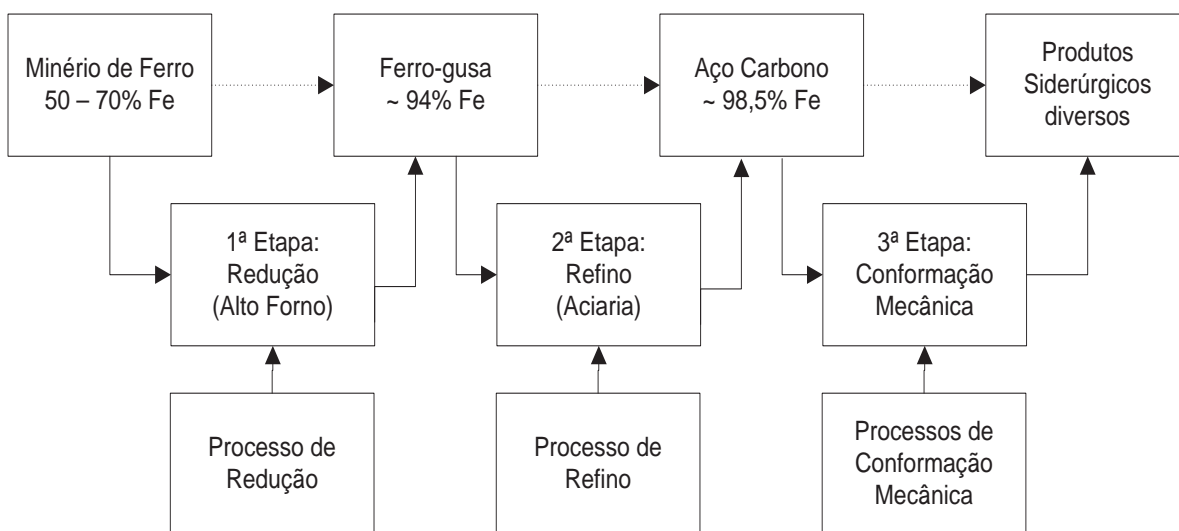 Minério de Ferro
50 – 70% Fe
Ferro-gusa
~ 94% Fe
Aço Carbono
~ 98,5% Fe
Produtos
Siderúrgicos
diversos
1ª Etapa:
Redução
(Alto Forno)
2ª Etapa:
Refino
(Aciaria)
3ª Etapa:
Conformação
Mecânica
Processo de
Redução
Processo de
Refino
Processos de
Conformação
Mecânica